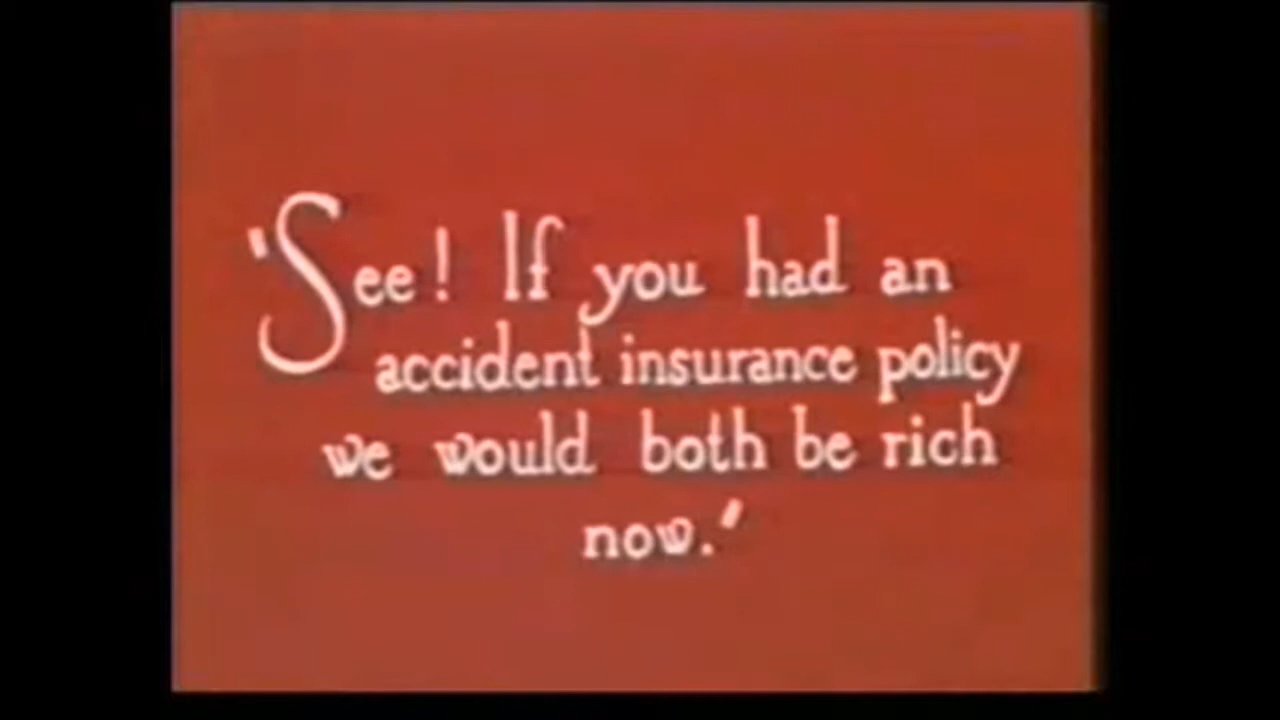 "See! If you had an
accident insurance policy
we would both be rich
now."